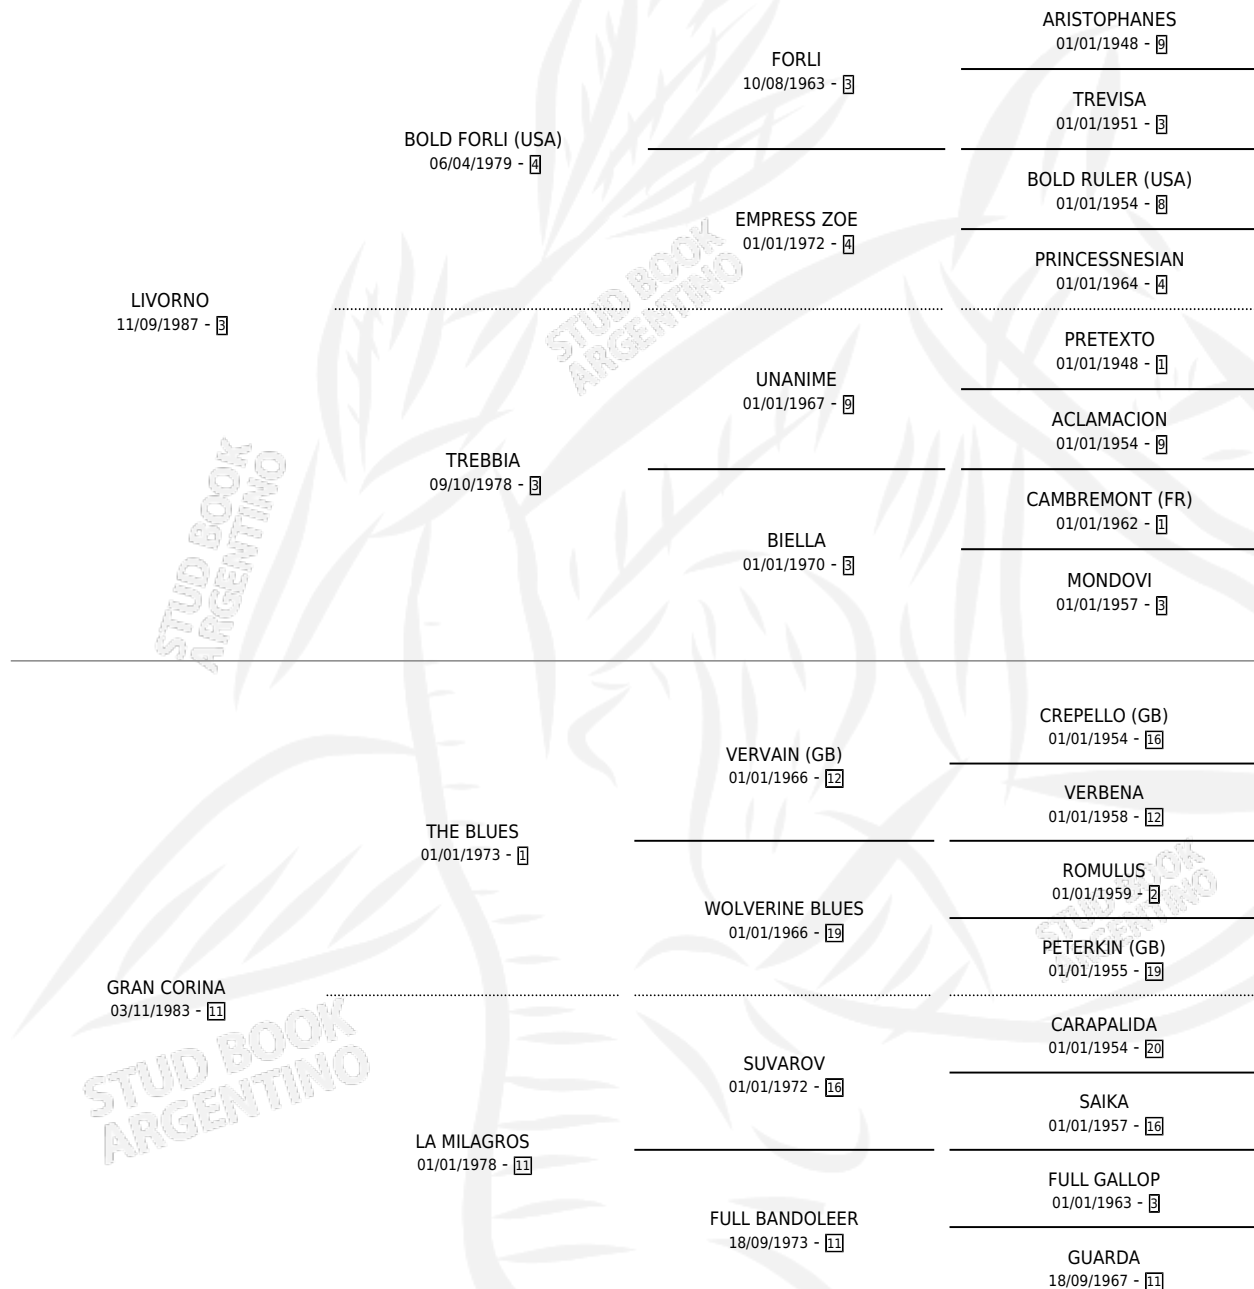 ARISTOPHANES
01/01/1948 - 9
FORLI
10/08/1963 - 3
TREVISA
01/01/1951 - 3
BOLD FORLI (USA)
06/04/1979 - 4
BOLD RULER (USA)
01/01/1954 - 8
EMPRESS ZOE
01/01/1972 - 4
PRINCESSNESIAN
01/01/1964 - 4
LIVORNO
11/09/1987 - 3
STUD BOOK
ARGENTINO
PRETEXTO
01/01/1948 - 1
UNANIME
01/01/1967 - 9
ACLAMACION
01/01/1954 - 9
TREBBIA
09/10/1978 - 3
CAMBREMONT (FR)
01/01/1962 - 1
BIELLA
01/01/1970 - 3
MONDOVI
01/01/1957 - 3
STUD BOOK
ARGENTINO
CREPELLO (GB)
01/01/1954 - 16
VERVAIN (GB)
01/01/1966 - 12
VERBENA
01/01/1958 - 12
THE BLUES
01/01/1973 - 1
ROMULUS
01/01/1959 - 2
WOLVERINE BLUES
01/01/1966 - 19
PETERKIN (GB)
01/01/1955 - 19
STUD BOOK
ARGENTINO
GRAN CORINA
03/11/1983 - 11
CARAPALIDA
01/01/1954 - 20
SUVAROV
01/01/1972 - 16
SAIKA
01/01/1957 - 16
STUD BOOK
ARGENTINO
LA MILAGROS
01/01/1978 - 11
FULL GALLOP
01/01/1963 - 3
FULL BANDOLEER
18/09/1973 - 11
GUARDA
18/09/1967 - 11